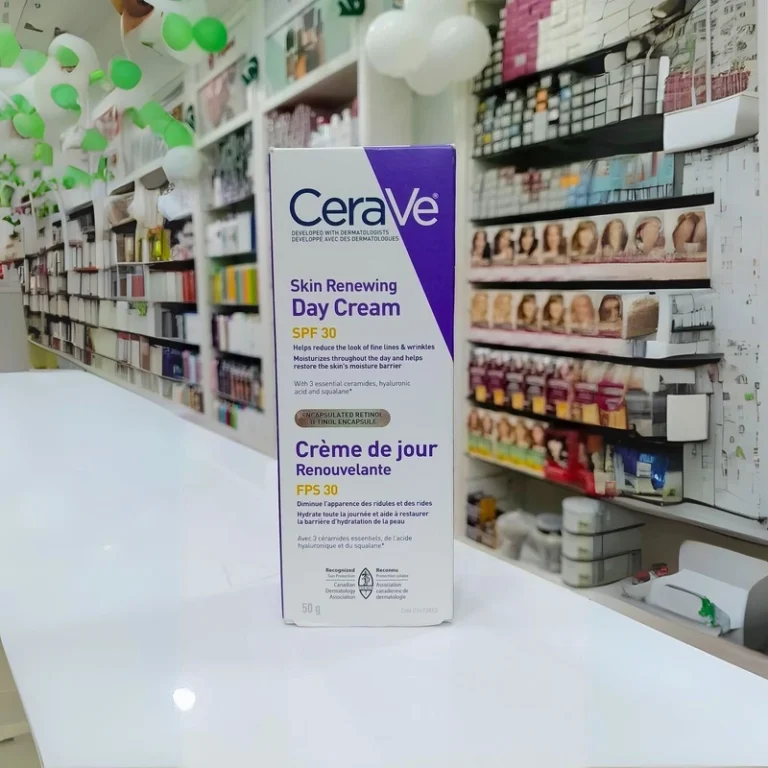 CeraVe®
DEVELOPED WITH DERMATOLOGISTS
DÉVELOPPÉ AVEC DES DERMATOLOGUES
Skin Renewing
Day Cream
SPF 30
Helps reduce the look of fine lines & wrinkles
Moisturizes throughout the day and helps
restore the skin's moisture barrier
With 3 essential ceramides, hyaluronic
acid and squalane*
ENCAPSULATED RETINOL
RÉTINOL ENCAPSULÉ
Crème de jour
Renouvelante
FPS 30
Diminue l'apparence des ridules et des rides
Hydrate toute la journée et aide à restaurer
la barrière d'hydratation de la peau
Avec 3 céramides essentiels, de l'acide
hyaluronique et du squalane*
Recognized Reconnu
Sun Protection Protection solaire
Canadian Association
Dermatology canadienne de
Association dermatologie
50 g